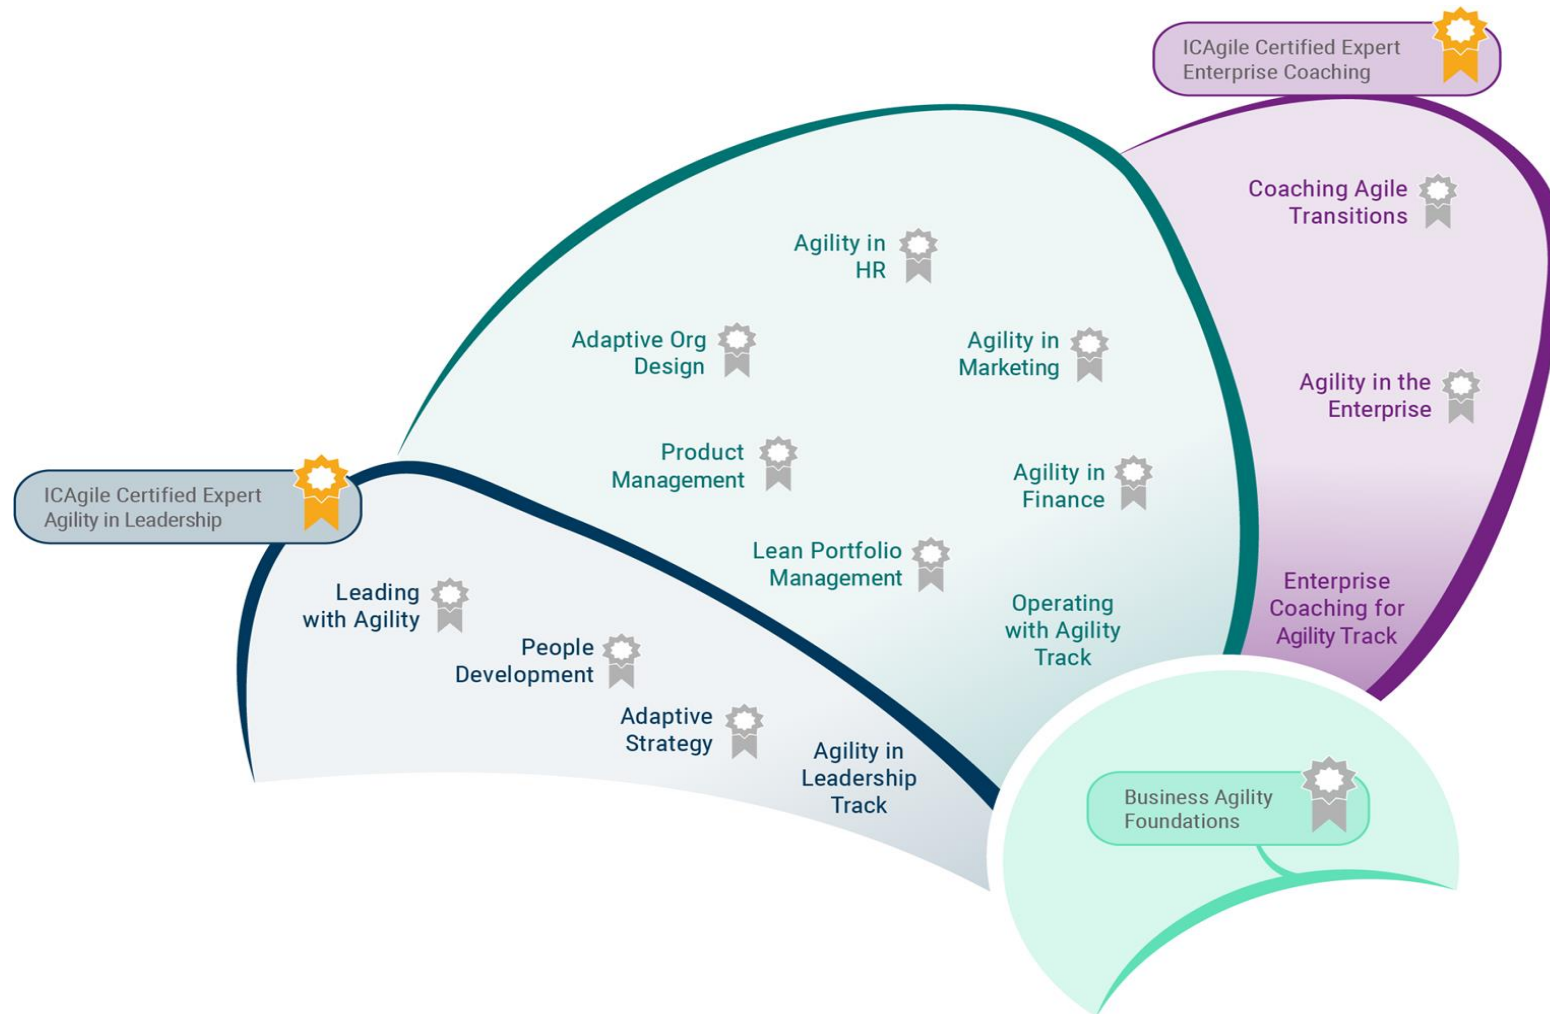 ICAgile Certified Expert
Enterprise Coaching
Coaching Agile
Transitions
Agility in
HR
Adaptive Org
Design
Agility in
Marketing
Agility in the
Enterprise
Product
Management
Agility in
Finance
ICAgile Certified Expert
Agility in Leadership
Lean Portfolio
Management
Enterprise
Coaching for
Agility Track
Operating
with Agility
Track
Leading
with Agility
People
Development
Adaptive
Strategy
Agility in
Leadership
Track
Business Agility
Foundations